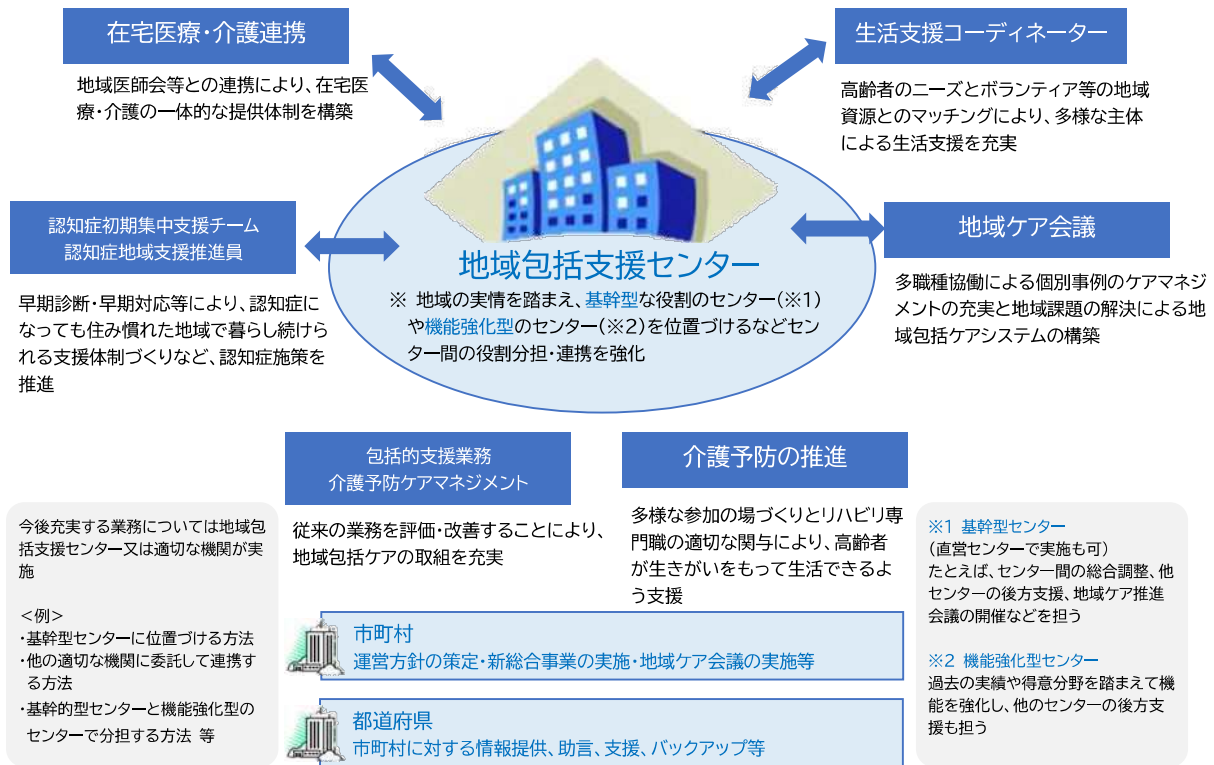 在宅医療・介護連携
地域医師会等との連携により、在宅医
療・介護の一体的な提供体制を構築
生活支援コーディネーター
高齢者のニーズとボランティア等の地域
資源とのマッチングにより、多様な主体
による生活支援を充実
認知症初期集中支援チーム
認知症地域支援推進員
早期診断・早期対応等により、認知症に
なっても住み慣れた地域で暮らし続けら
れる支援体制づくりなど、認知症施策を
推進
地域包括支援センター
※ 地域の実情を踏まえ、基幹型な役割のセンター(※1)
や機能強化型のセンター(※2)を位置づけるなどセン
ター間の役割分担・連携を強化
地域ケア会議
多職種協働による個別事例のケアマネジ
メントの充実と地域課題の解決による地
域包括ケアシステムの構築
包括的支援業務
介護予防ケアマネジメント
従来の業務を評価・改善することにより、
地域包括ケアの取組を充実
介護予防の推進
多様な参加の場づくりとリハビリ専
門職の適切な関与により、高齢者
が生きがいをもって生活できるよ
う支援
今後充実する業務については地域包
括支援センター又は適切な機関が実
施
<例>
・基幹型センターに位置づける方法
・他の適切な機関に委託して連携す
る方法
・基幹的型センターと機能強化型の
センターで分担する方法 等
市町村
運営方針の策定・新総合事業の実施・地域ケア会議の実施等
都道府県
市町村に対する情報提供、助言、支援、バックアップ等
※1 基幹型センター
(直営センターで実施も可)
たとえば、センター間の総合調整、他
センターの後方支援、地域ケア推進
会議の開催などを担う
※2 機能強化型センター
過去の実績や得意分野を踏まえて機
能を強化し、他のセンターの後方支
援も担う